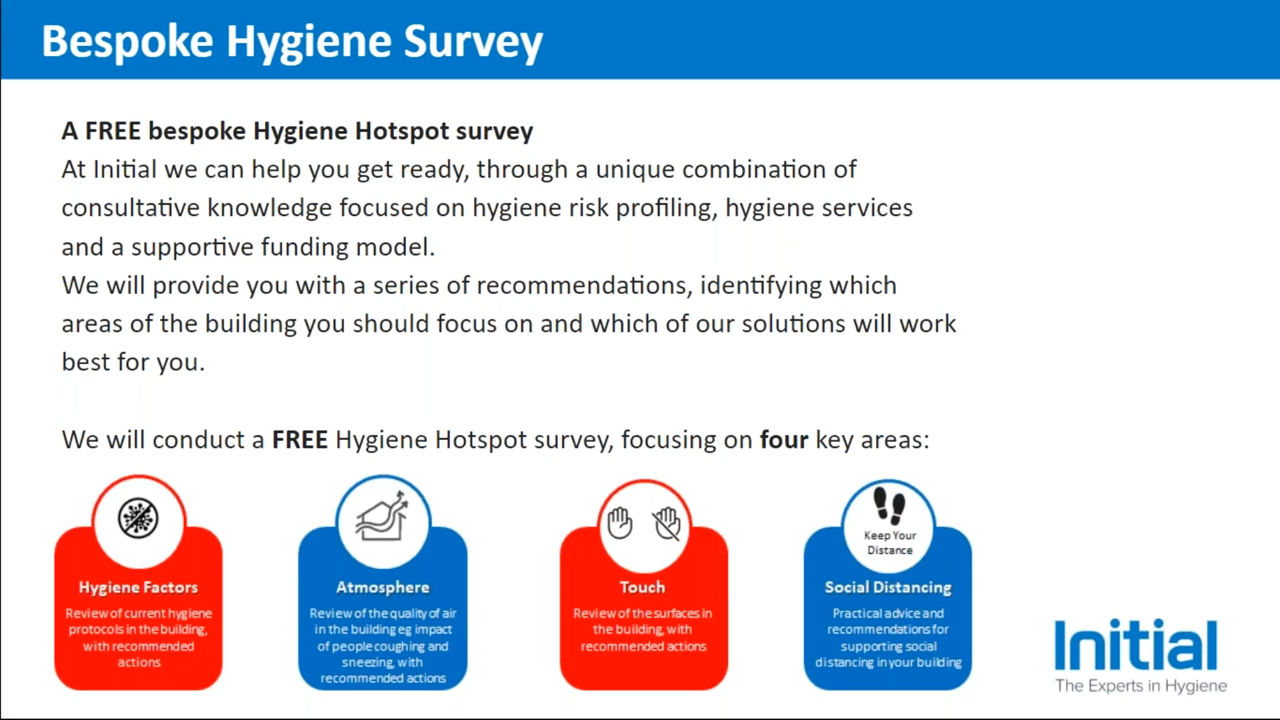 Bespoke Hygiene Survey
A FREE bespoke Hygiene Hotspot survey
At Initial we can help you get ready, through a unique combination of
consultative knowledge focused on hygiene risk profiling, hygiene services
and a supportive funding model.
We will provide you with a series of recommendations, identifying which
areas of the building you should focus on and which of our solutions will work
best for you.
We will conduct a FREE Hygiene Hotspot survey, focusing on four key areas:
Hygiene Factors
Review of current hygiene
protocols in the building,
with recommended
actions
Atmosphere
Review of the quality of air
in the building eg impact
of people coughing and
sneezing, with
recommended actions
Touch
Review of the surfaces in
the building, with
recommended actions
Keep Your
Distance
Social Distancing
Practical advice and
recommendations for
supporting social
distancing in your building
Initial
The Experts in Hygiene